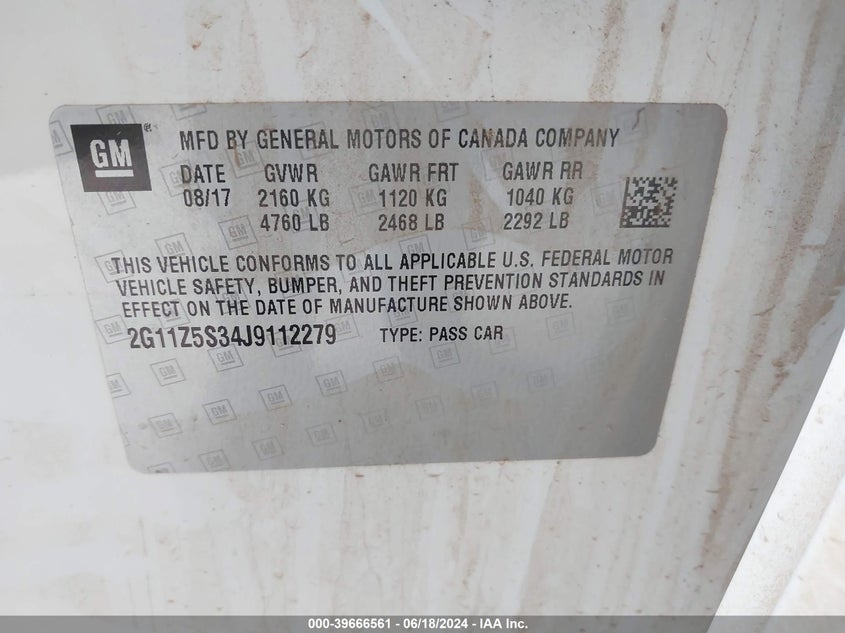 GM ® MFD BY GENERAL MOTORS OF CANADA COMPANY
DATE GVWR GAWR FRT GAWR RR
08/17 2160 KG 1120 KG 1040 KG
4760 LB 2468 LB 2292 LB
THIS VEHICLE CONFORMS TO ALL APPLICABLE U.S. FEDERAL MOTOR
VEHICLE SAFETY, BUMPER, AND THEFT PREVENTION STANDARDS IN
EFFECT ON THE DATE OF MANUFACTURE SHOWN ABOVE.
2G11Z5S34J9112279 TYPE: PASS CAR
000-39666561 - 06/18/2024 - IAA Inc.